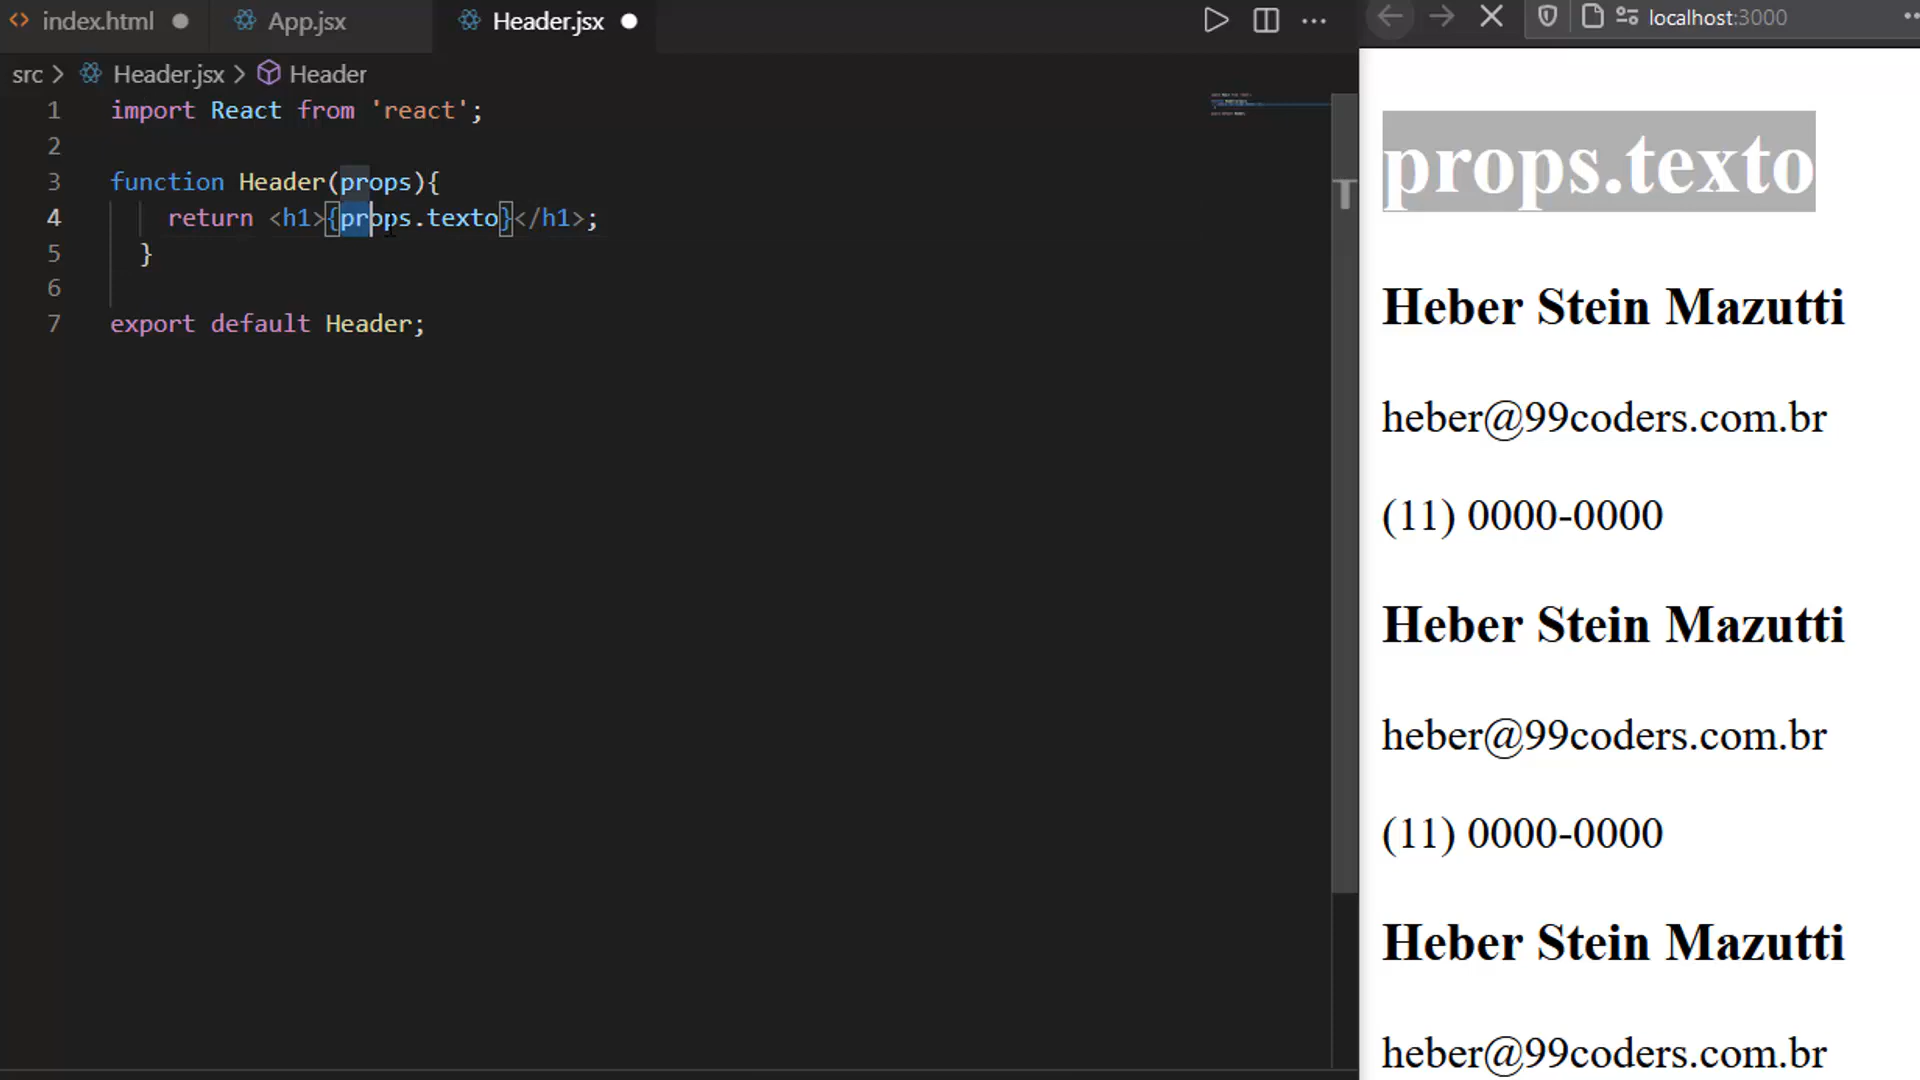 index.html
App.jsx
Header.jsx
localhost:3000
src > Header.jsx > Header
1 import React from 'react';
2
3 function Header(props){
4 return <h1>{props.texto}</h1>;
5 }
6
7 export default Header;
props.texto
Heber Stein Mazutti
heber@99coders.com.br
(11) 0000-0000
Heber Stein Mazutti
heber@99coders.com.br
(11) 0000-0000
Heber Stein Mazutti
heber@99coders.com.br